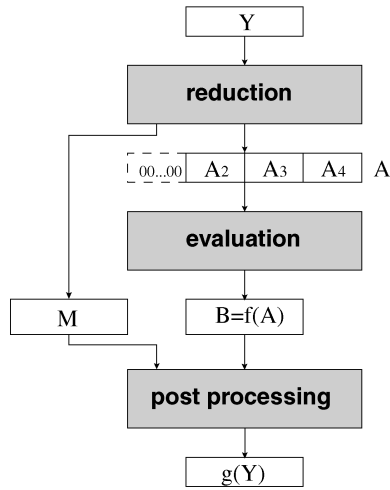 Y
reduction
00...00 A2 A3 A4 A
evaluation
M B=f(A)
post processing
g(Y)